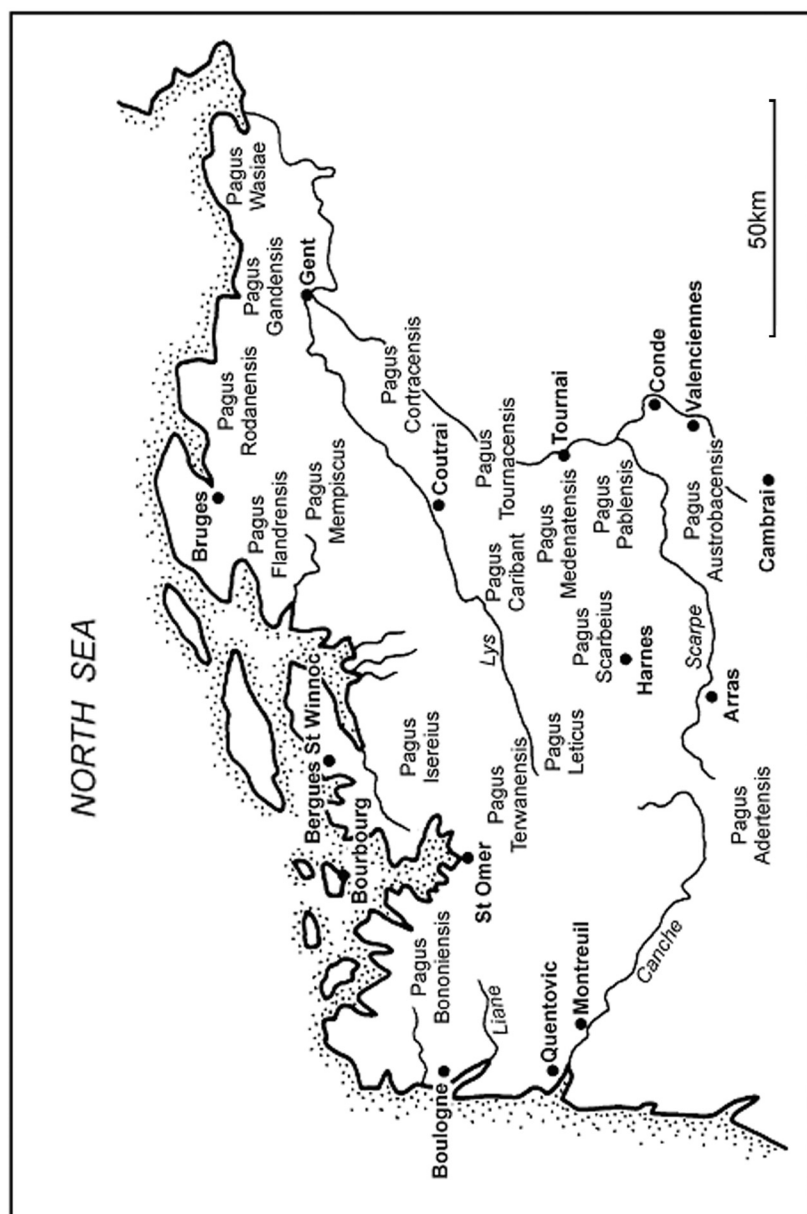 NORTH SEA
Pagus
Wasiae
Pagus
Gandensis
Gent
Pagus
Rodanensis
Bruges
Pagus
Flandrensis
Pagus
Mempiscus
Pagus
Cortracensis
Coutrai
Pagus
Tournacensis
Tournai
Conde
Valenciennes
Cambrai
Pagus
Austrobacensis
Pagus
Pablensis
Pagus
Medenatensis
Pagus
Caribant
Pagus
Scarbeius
Harnes
Scarpe
Arras
Lys
Pagus
Leticus
Pagus
Terwanensis
Pagus
Isereius
Bergues St Winnoc
Bourbourg
St Omer
Pagus
Adertensis
Pagus
Bononiensis
Liane
Boulogne
Quentovic
Montreuil
Canche
50km